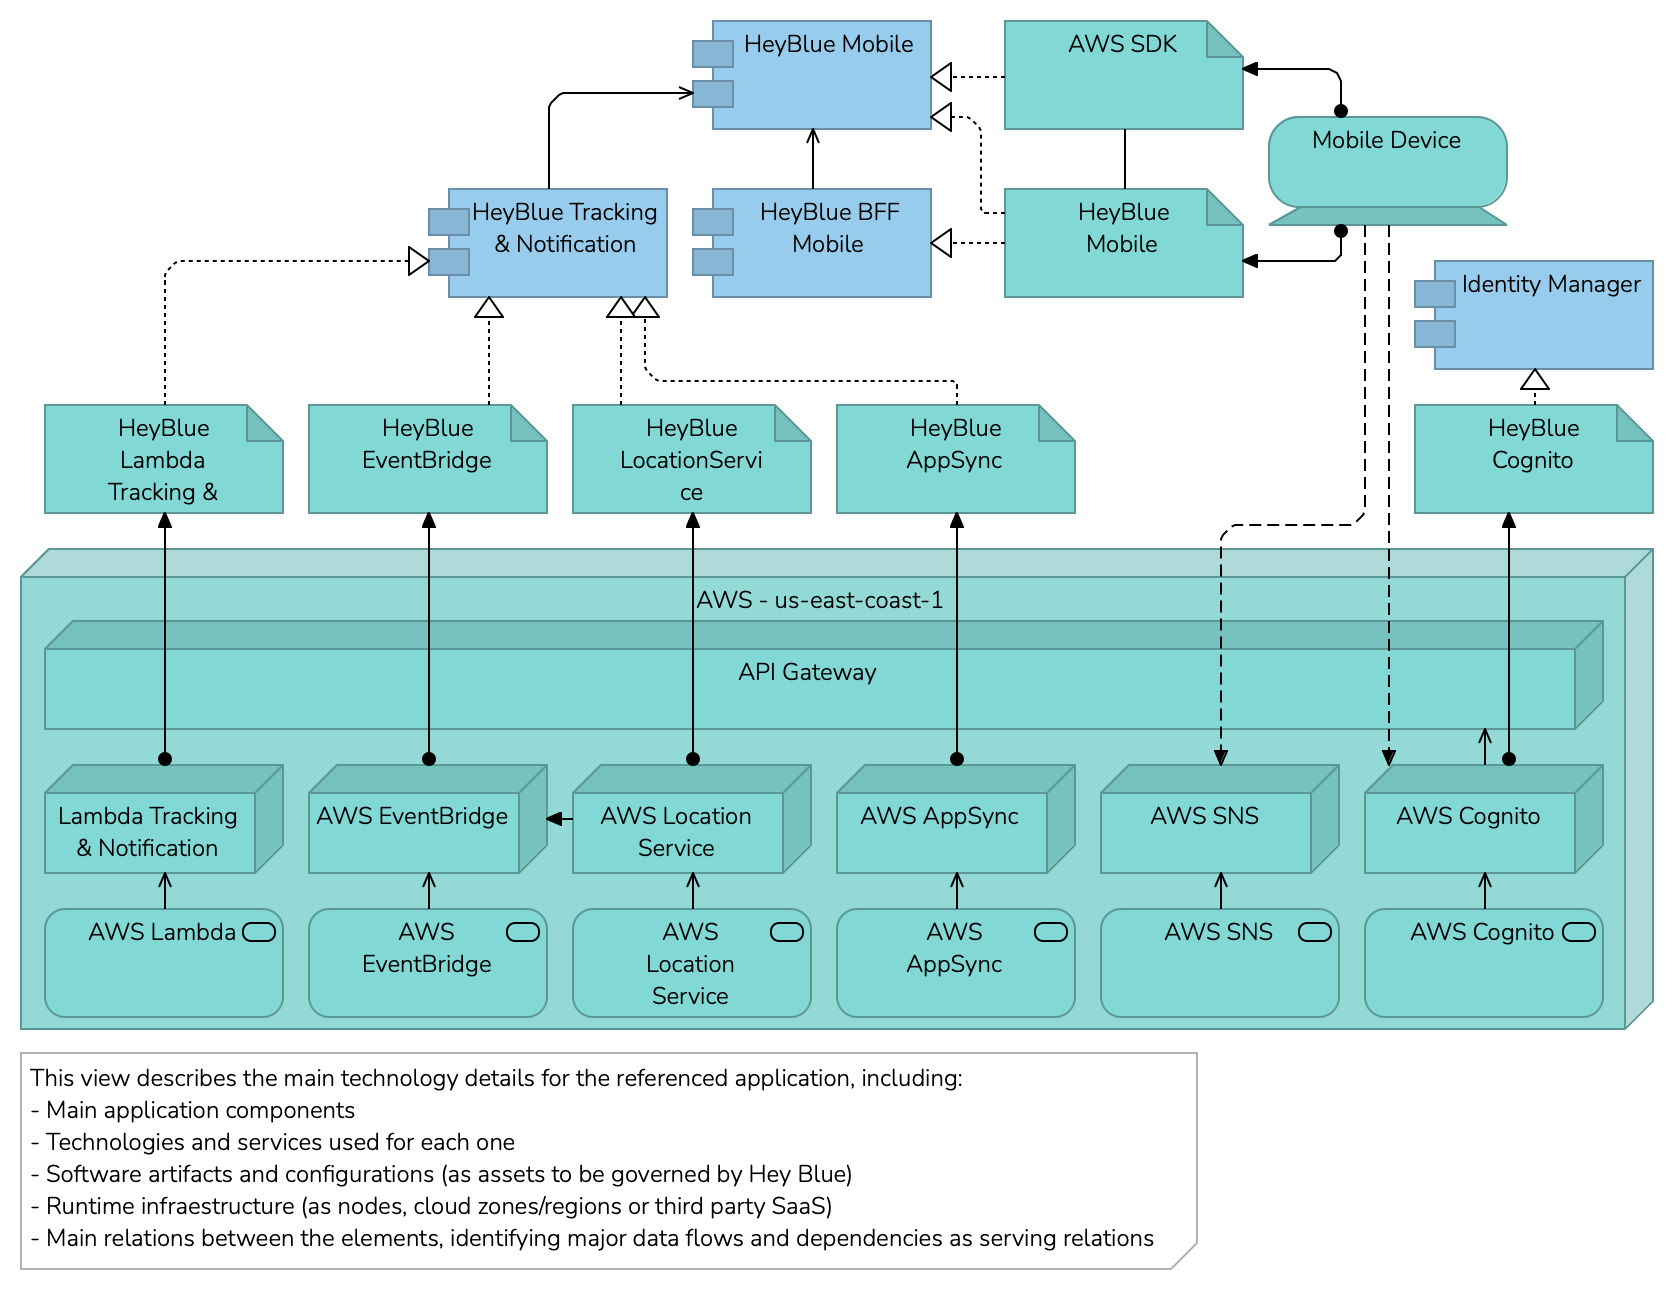 HeyBlue Mobile
AWS SDK
Mobile Device
HeyBlue Tracking
& Notification
HeyBlue BFF
Mobile
HeyBlue
Mobile
Identity Manager
HeyBlue
Lambda
Tracking &
HeyBlue
EventBridge
HeyBlue
LocationServi
ce
HeyBlue
AppSync
HeyBlue
Cognito
AWS - us-east-coast-1
API Gateway
Lambda Tracking
& Notification
AWS EventBridge
AWS Location
Service
AWS AppSync
AWS SNS
AWS Cognito
AWS Lambda
AWS
EventBridge
AWS
Location
Service
AWS
AppSync
AWS SNS
AWS Cognito
This view describes the main technology details for the referenced application, including:
- Main application components
- Technologies and services used for each one
- Software artifacts and configurations (as assets to be governed by Hey Blue)
- Runtime infraestructure (as nodes, cloud zones/regions or third party SaaS)
- Main relations between the elements, identifying major data flows and dependencies as serving relations